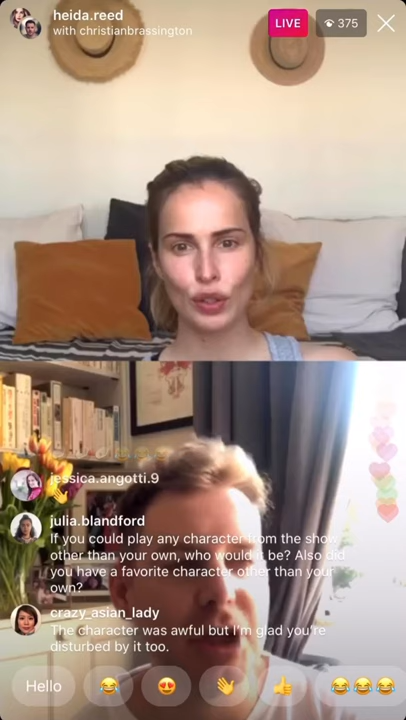 heida.reed
with christianbrassington
LIVE
375
jessica.angotti.9
julia.blandford
If you could play any character from the show
other than your own, who would it be? Also did
you have a favorite character other than your
own?
crazy_asian_lady
The character was awful but I'm glad you're
disturbed by it too.
Hello